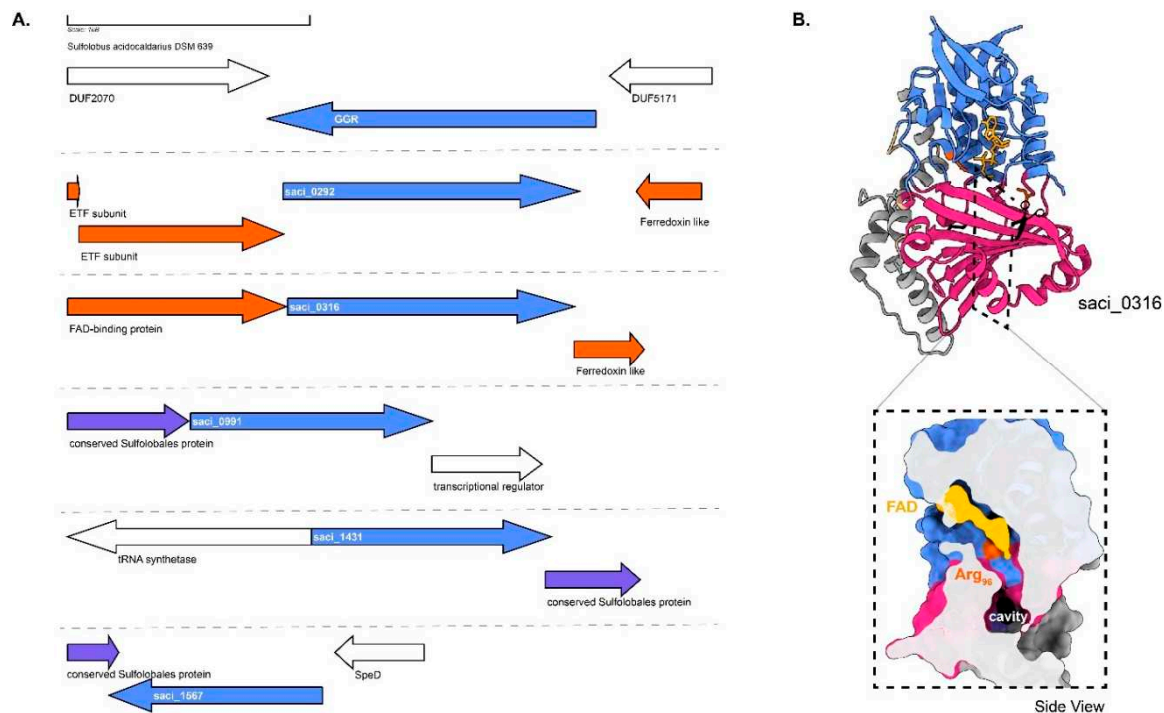 A.
B.
Scale: 1kB
Sulfolobus acidocaldarius DSM 639
DUF2070
DUF5171
GGR
saci_0292
ETF subunit
Ferredoxin like
ETF subunit
saci_0316
FAD-binding protein
Ferredoxin like
saci_0991
conserved Sulfolobales protein
transcriptional regulator
saci_1431
tRNA synthetase
conserved Sulfolobales protein
conserved Sulfolobales protein
SpeD
saci_1567
saci_0316
FAD
Arg96
cavity
Side View